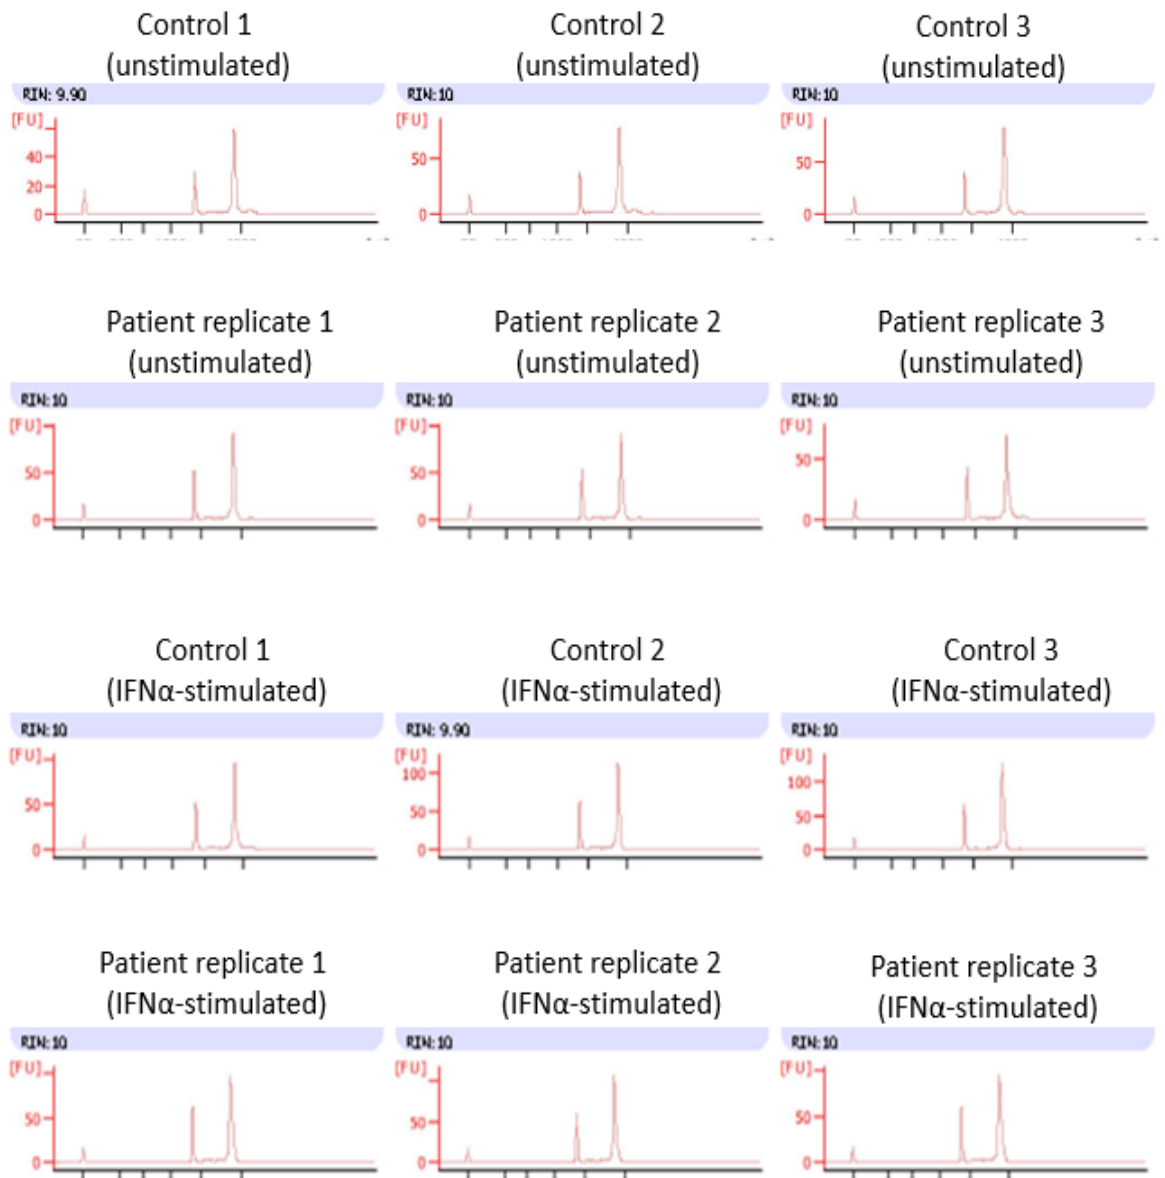 Control 1 Control 2 Control 3
(unstimulated) (unstimulated) (unstimulated)
RIN: 9.90 RIN:10 RIN:10
[FU] [FU] [FU]
40
50 50
20
0 0 0
Patient replicate 1 Patient replicate 2 Patient replicate 3
(unstimulated) (unstimulated) (unstimulated)
RIN:10 RIN:10 RIN:10
[FU] [FU] [FU]
50 50 50
0 0 0
Control 1 Control 2 Control 3
(IFNα-stimulated) (IFNα-stimulated) (IFNα-stimulated)
RIN:10 RIN: 9.90 RIN:10
[FU] [FU] [FU]
100 100
50 50 50
0 0 0
Patient replicate 1 Patient replicate 2 Patient replicate 3
(IFNα-stimulated) (IFNα-stimulated) (IFNα-stimulated)
RIN:10 RIN:10 RIN:10
[FU] [FU] [FU]
50 50 50
0 0 0